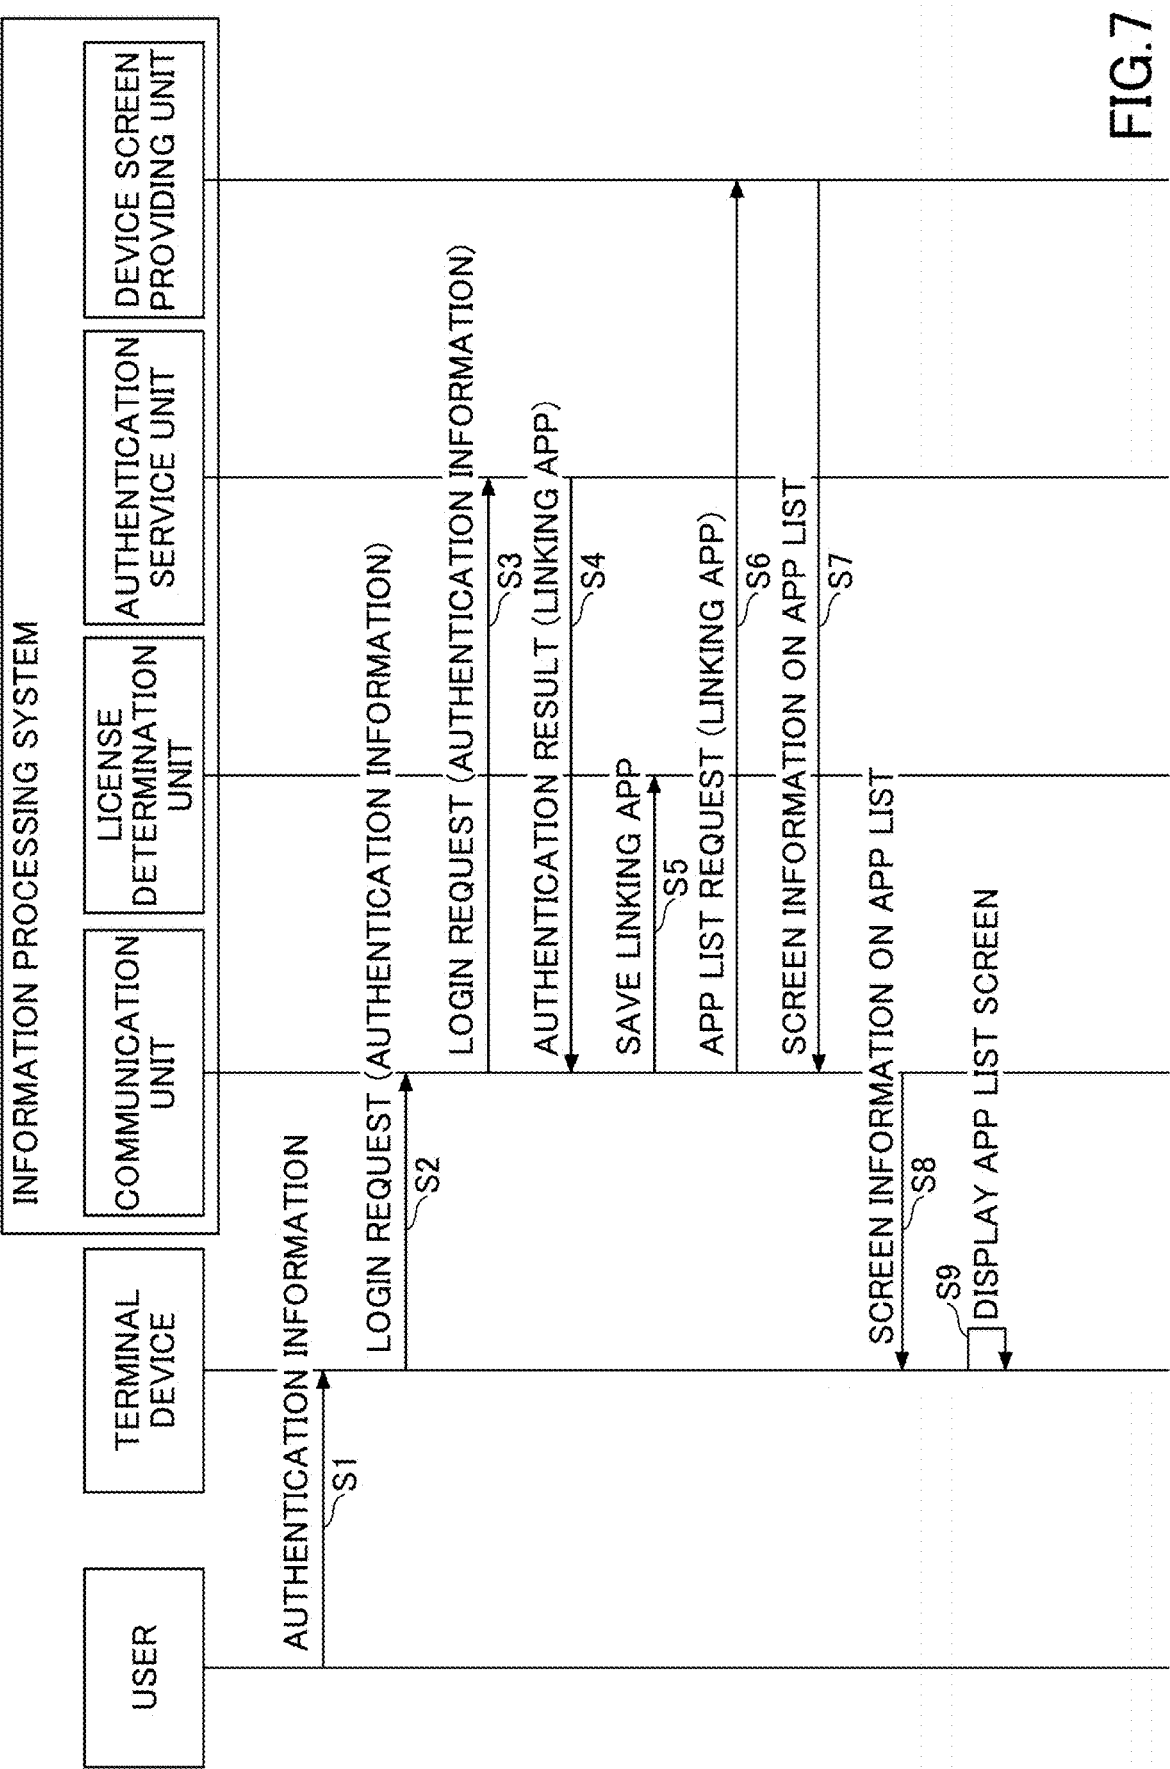 INFORMATION PROCESSING SYSTEM
USER
TERMINAL
DEVICE
COMMUNICATION
UNIT
LICENSE
DETERMINATION
UNIT
AUTHENTICATION
SERVICE UNIT
DEVICE SCREEN
PROVIDING UNIT
AUTHENTICATION INFORMATION
S1
LOGIN REQUEST (AUTHENTICATION INFORMATION)
S2
LOGIN REQUEST (AUTHENTICATION INFORMATION)
S3
AUTHENTICATION RESULT (LINKING APP)
S4
SAVE LINKING APP
S5
APP LIST REQUEST (LINKING APP)
S6
SCREEN INFORMATION ON APP LIST
S7
SCREEN INFORMATION ON APP LIST
S8
S9
DISPLAY APP LIST SCREEN
FIG.7